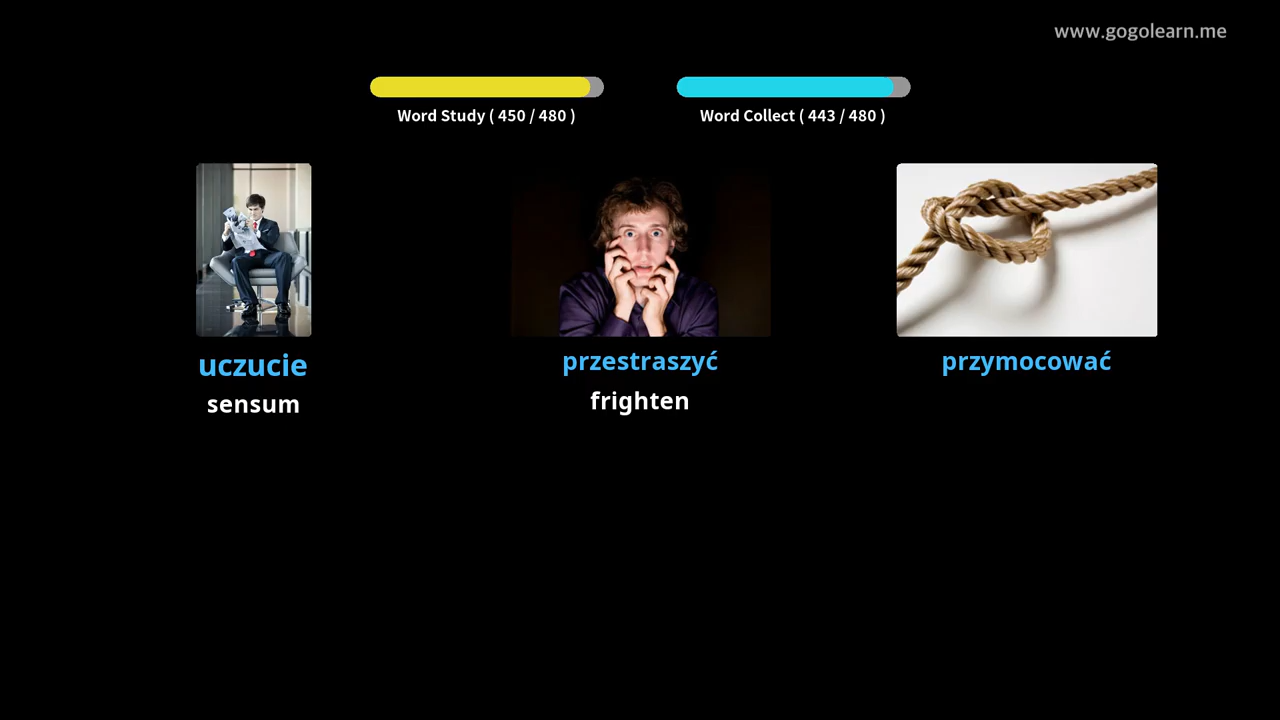 www.gogolearn.me
Word Study ( 450 / 480 )
Word Collect ( 443 / 480 )
uczucie
sensum
przestraszyć
frighten
przymocować